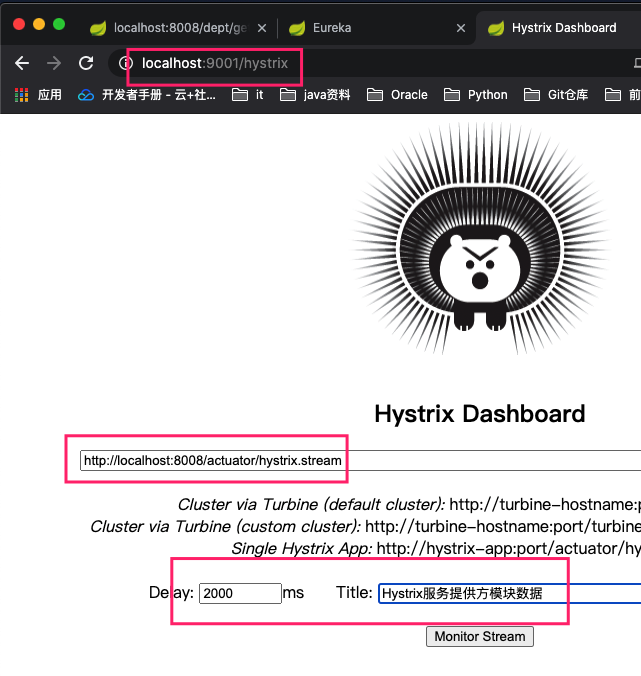 localhost:8008/dept/ge
Eureka
Hystrix Dashboard
localhost:9001/hystrix
应用
开发者手册 - 云+社...
it
java资料
Oracle
Python
Git仓库
前
Hystrix Dashboard
http://localhost:8008/actuator/hystrix.stream
Cluster via Turbine (default cluster): http://turbine-hostname:p
Cluster via Turbine (custom cluster): http://turbine-hostname:port/turbine
Single Hystrix App: http://hystrix-app:port/actuator/hy
Delay: 2000 ms Title: Hystrix服务提供方模块数据
Monitor Stream